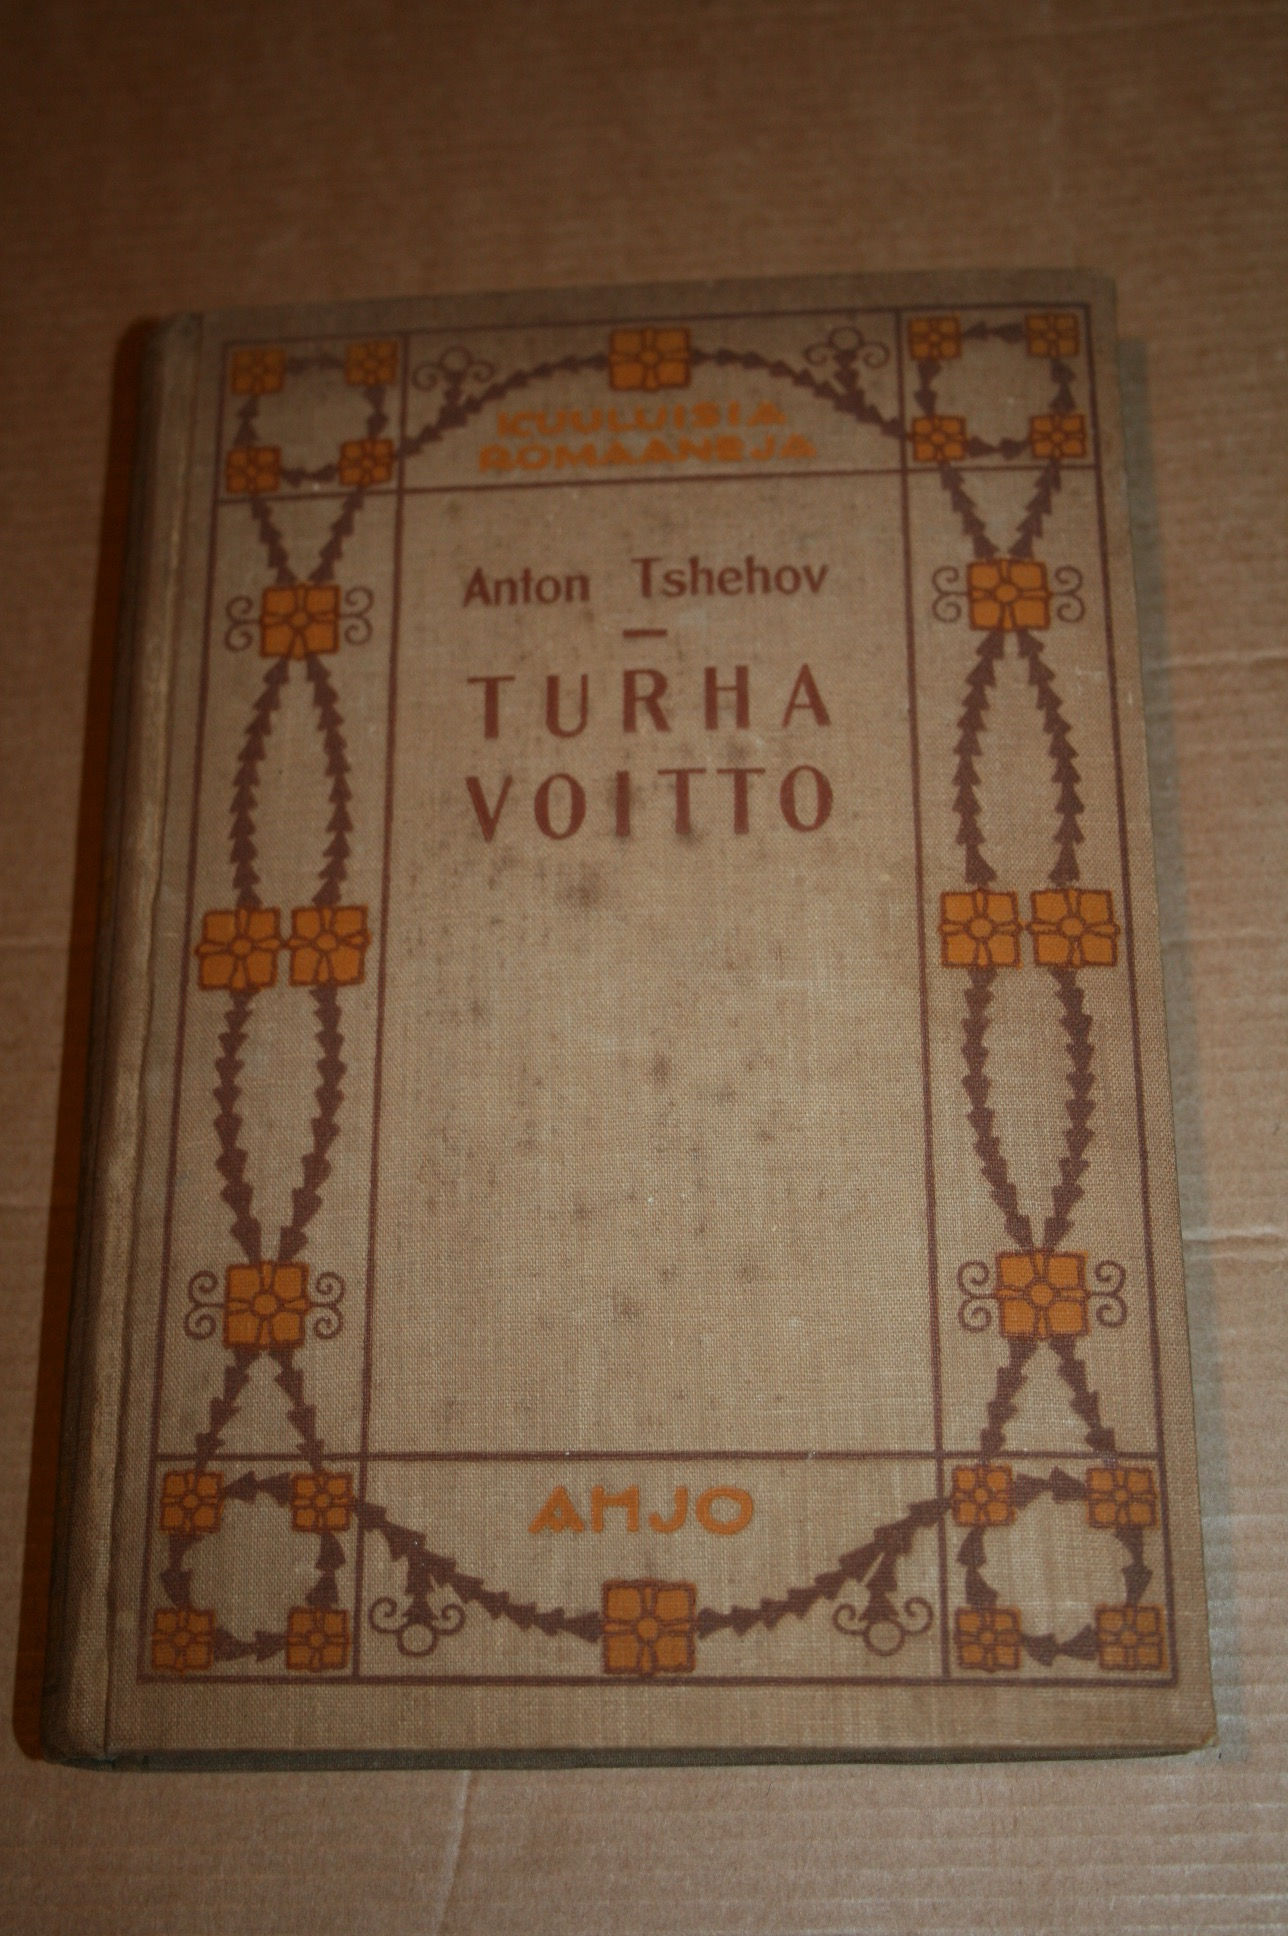 KUULUISIA
ROMAANEJA
Anton Tshehov
TURHA
VOITTO
AHJO